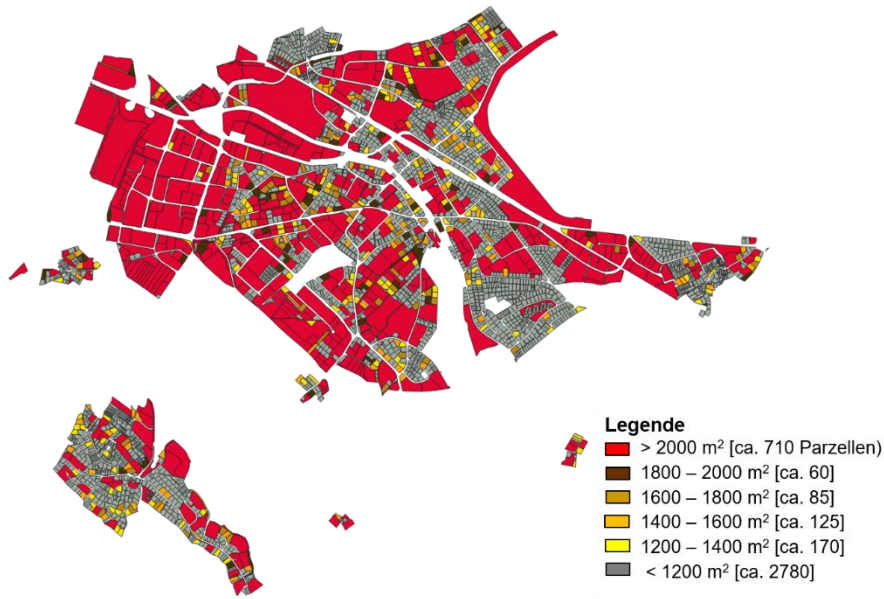 Legende
> 2000 m² [ca. 710 Parzellen)
1800 – 2000 m² [ca. 60]
1600 – 1800 m² [ca. 85]
1400 – 1600 m² [ca. 125]
1200 – 1400 m² [ca. 170]
< 1200 m² [ca. 2780]